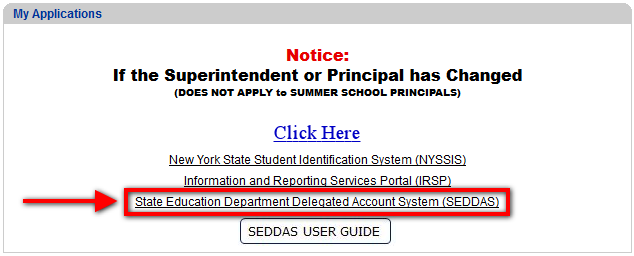 My Applications
Notice:
If the Superintendent or Principal has Changed
(DOES NOT APPLY to SUMMER SCHOOL PRINCIPALS)
Click Here
New York State Student Identification System (NYSSIS)
Information and Reporting Services Portal (IRSP)
State Education Department Delegated Account System (SEDDAS)
SEDDAS USER GUIDE